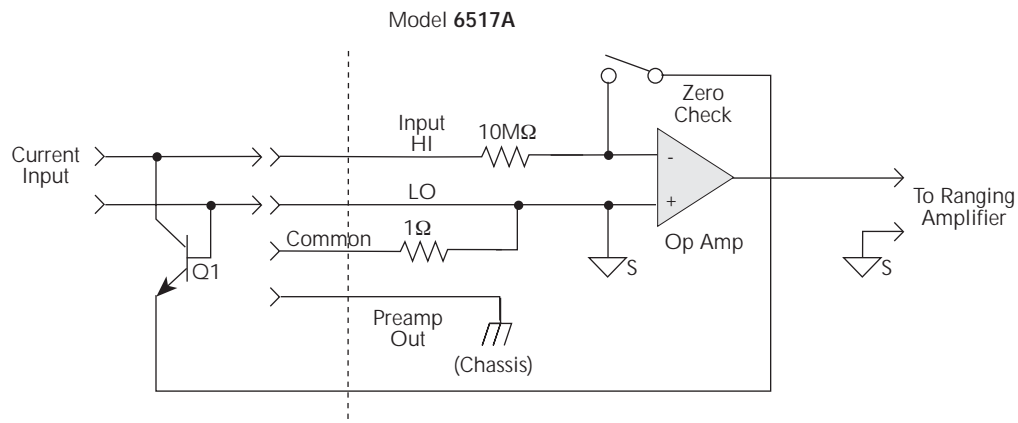 Model 6517A
Zero
Check
Input
HI
10MΩ
Current
Input
-
LO
+
To Ranging
Amplifier
1Ω
Common
Op Amp
S
S
Q1
Preamp
Out
(Chassis)